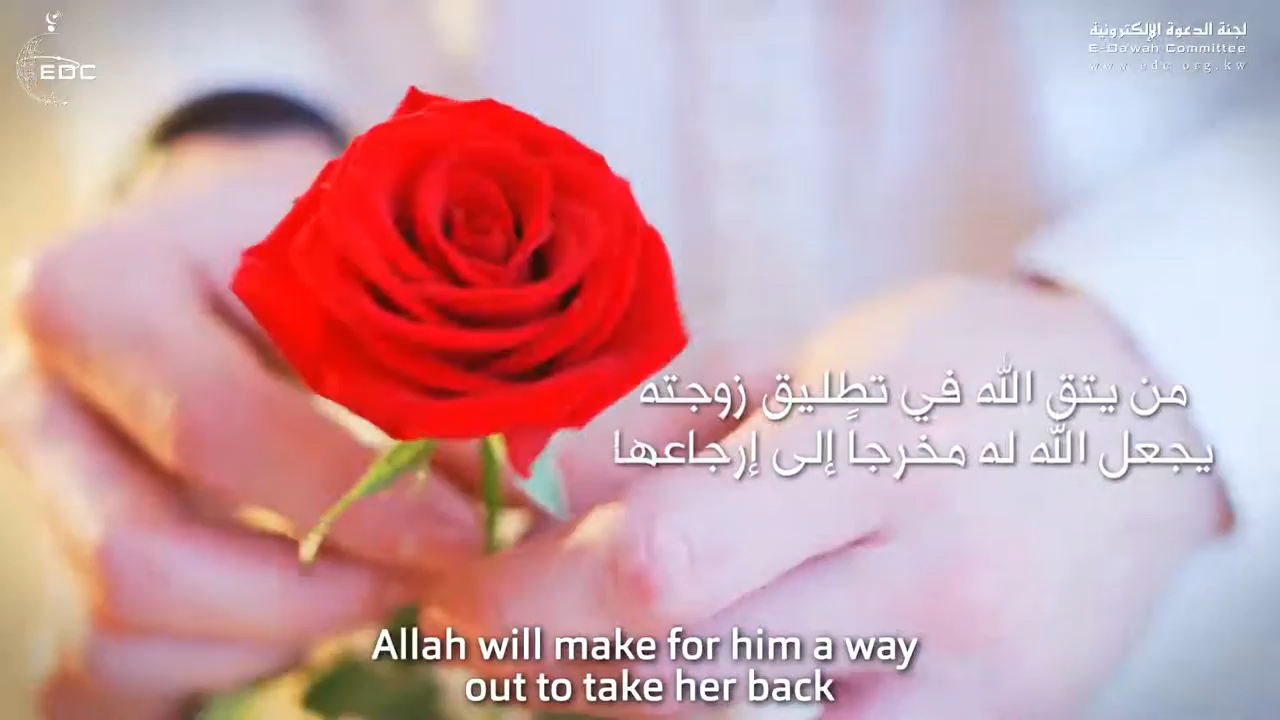 EDC
لجنة الدعوة الإلكترونية
E-Da'wah Committee
www.edc.org.kw
من يتق الله في تطليق زوجته
يجعل الله له مخرجاً إلى إرجاعها
Allah will make for him a way
out to take her back